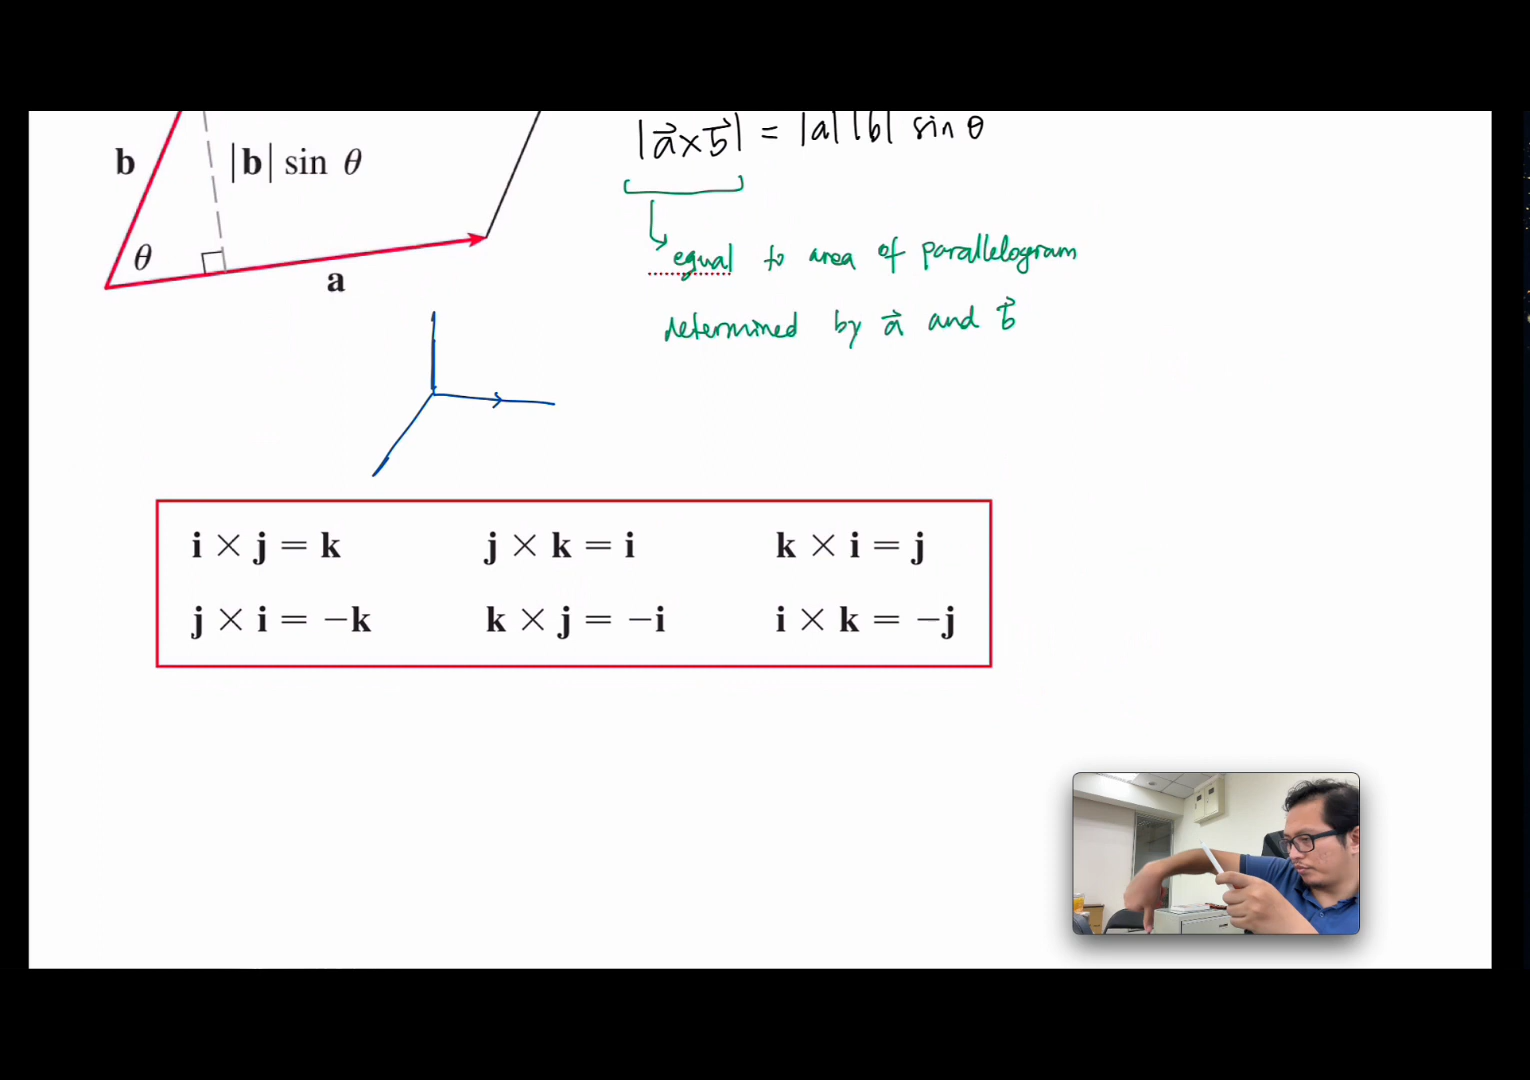 |a⃗×b⃗| = |a| |b| sin θ
b
|b| sin θ
θ
a
equal to area of parallelogram
determined by a⃗ and b⃗
i × j = k j × k = i k × i = j
j × i = −k k × j = −i i × k = −j